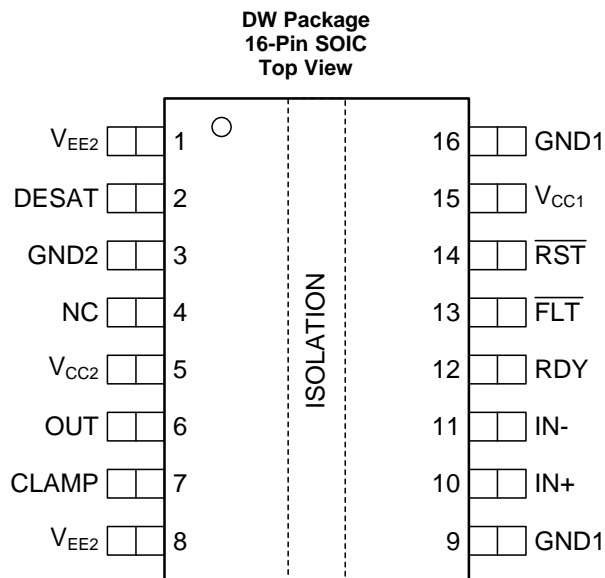 DW Package
16-Pin SOIC
Top View
VEE2 1 16 GND1
DESAT 2 15 VCC1
GND2 3 14 R̅S̅T̅
NC 4 13 F̅L̅T̅
VCC2 5 12 RDY
OUT 6 11 IN-
CLAMP 7 10 IN+
VEE2 8 9 GND1
ISOLATION